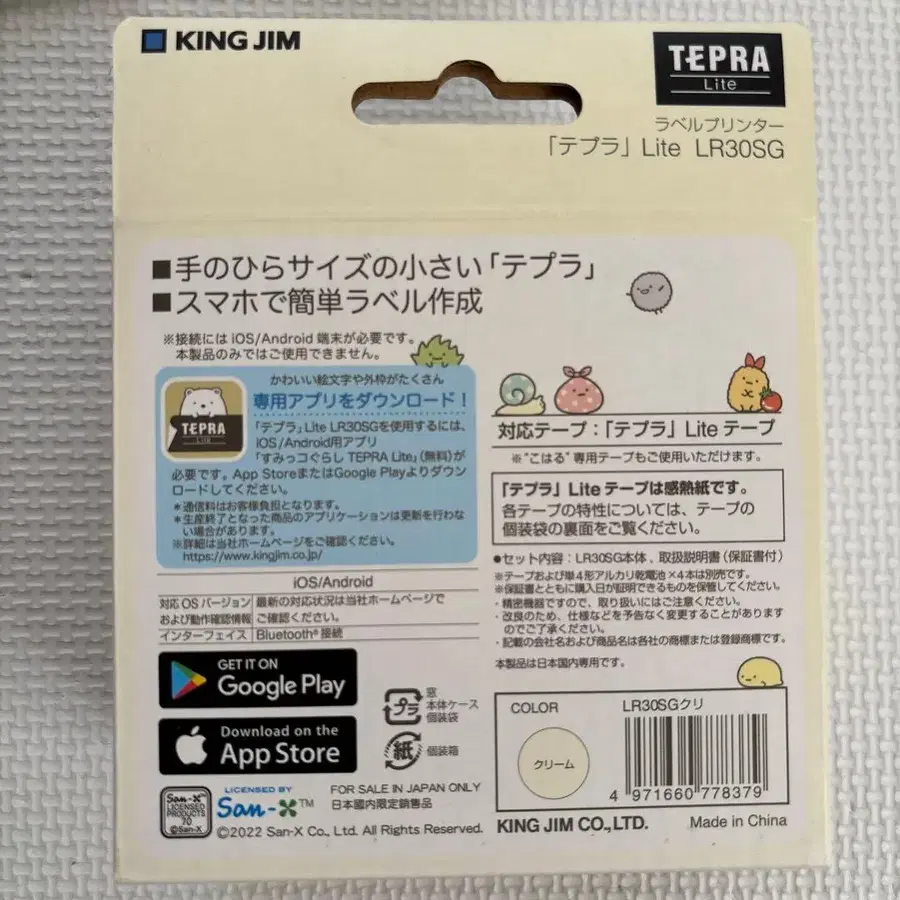 KING JIM
TEPRA
Lite
ラベルプリンター
「テプラ」Lite LR30SG
■手のひらサイズの小さい「テプラ」
■スマホで簡単ラベル作成
※接続には iOS/Android 端末が必要です。
本製品のみではご使用できません。
かわいい絵文字や外枠がたくさん
専用アプリをダウンロード！
TEPRA
LITE
「テプラ」Lite LR30SGを使用するには、
iOS/Android用アプリ
「すみっコぐらし TEPRA Lite」（無料）が
必要です。App StoreまたはGoogle Playよりダウン
ロードしてください。
＊通信料はお客様負担となります。
＊生産終了となった商品のアプリケーションは更新を行わな
い場合があります。
※詳細は当社ホームページをご確認ください。
https://www.kingjim.co.jp/
iOS/Android
対応 OS バージョン
および動作確認情報
最新の対応状況は当社ホームページで
ご確認ください。
インターフェイス
Bluetooth® 接続
GET IT ON
Google Play
Download on the
App Store
プラ
窓
本体ケース
個装袋
紙
個装箱
San-X™
LICENSED
PRODUCTS
70
©San-X
LICENSED BY
San-X™
FOR SALE IN JAPAN ONLY
日本国内限定販売品
©2022 San-X Co., Ltd. All Rights Reserved.
対応テープ：「テプラ」Lite テープ
※"こはる"専用テープもご使用いただけます。
「テプラ」Lite テープは感熱紙です。
各テープの特性については、テープの
個装袋の裏面をご覧ください。
●セット内容：LR30SG本体、取扱説明書（保証書付）
※テープおよび単4形アルカリ乾電池×4本は別売です。
※保証書とともに購入日が証明できるものを保管してください。
・精密機器ですので、取り扱いにはご注意ください。
・改良のため、仕様などを予告なく変更することがあります
のでご了承ください。
・記載の会社名および商品名は各社の商標または登録商標です。
本製品は日本国内専用です。
COLOR
クリーム
LR30SGクリ
4 971660 778379
KING JIM CO.,LTD.
Made in China